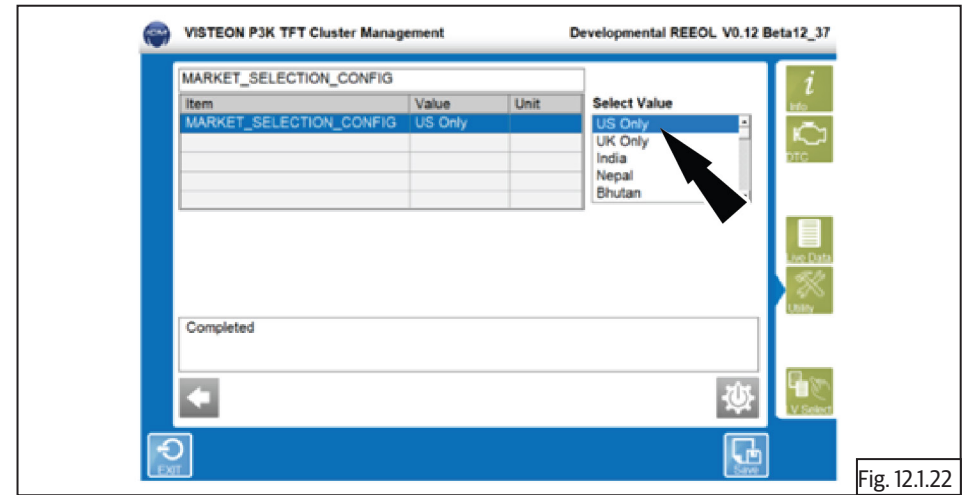 VISTEON P3K TFT Cluster Management Developmental REEOL V0.12 Beta12_37
MARKET_SELECTION_CONFIG
Item Value Unit
MARKET_SELECTION_CONFIG US Only
Select Value
US Only
UK Only
India
Nepal
Bhutan
Info
DTC
Live Data
Utility
V Select
Completed
EXIT
Save
Fig. 12.1.22